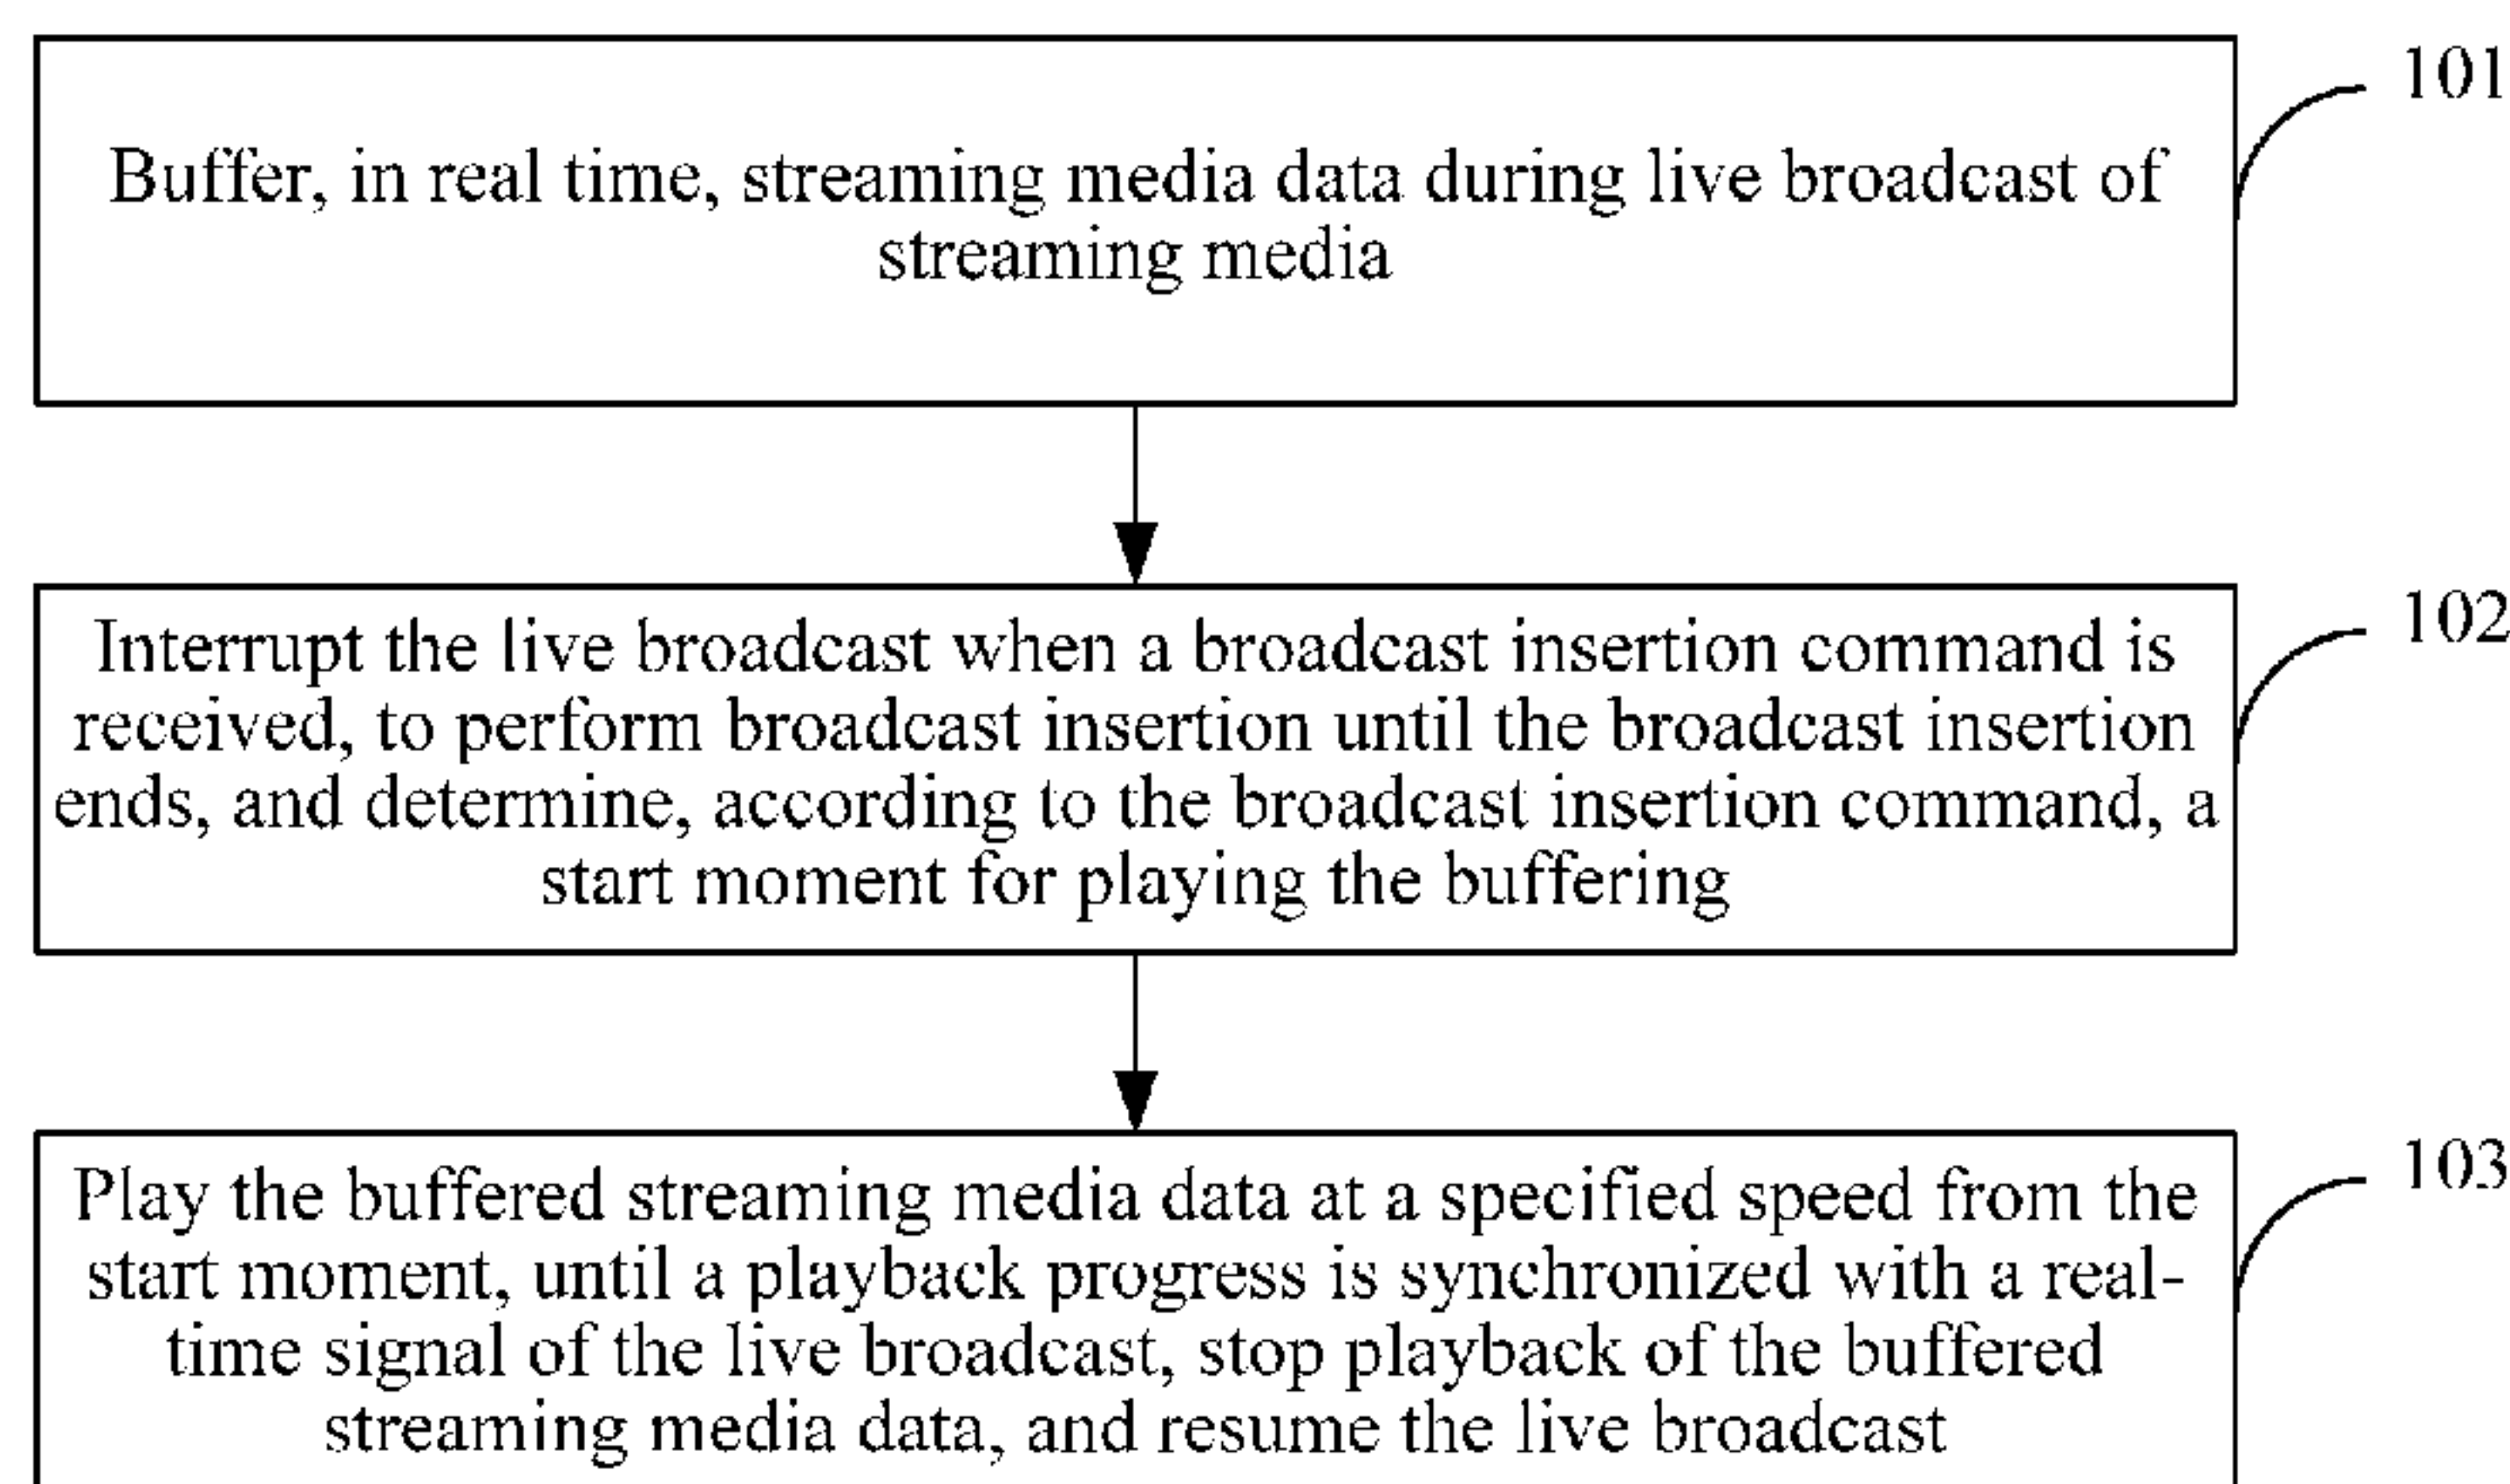 101
Buffer, in real time, streaming media data during live broadcast of
streaming media
102
Interrupt the live broadcast when a broadcast insertion command is
received, to perform broadcast insertion until the broadcast insertion
ends, and determine, according to the broadcast insertion command, a
start moment for playing the buffering
103
Play the buffered streaming media data at a specified speed from the
start moment, until a playback progress is synchronized with a real-
time signal of the live broadcast, stop playback of the buffered
streaming media data, and resume the live broadcast